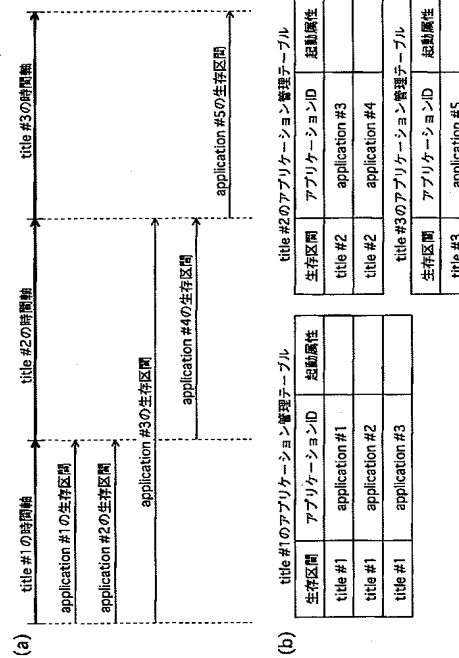 (a)
title #1の時間軸
title #2の時間軸
title #3の時間軸
application #1の生存区間
application #2の生存区間
application #3の生存区間
application #4の生存区間
application #5の生存区間
(b)
title #1のアプリケーション管理テーブル
生存区間 アプリケーションID 起動属性
title #1 application #1
title #1 application #2
title #1 application #3
title #2のアプリケーション管理テーブル
生存区間 アプリケーションID 起動属性
title #2 application #3
title #2 application #4
title #3のアプリケーション管理テーブル
生存区間 アプリケーションID 起動属性
title #3 application #5